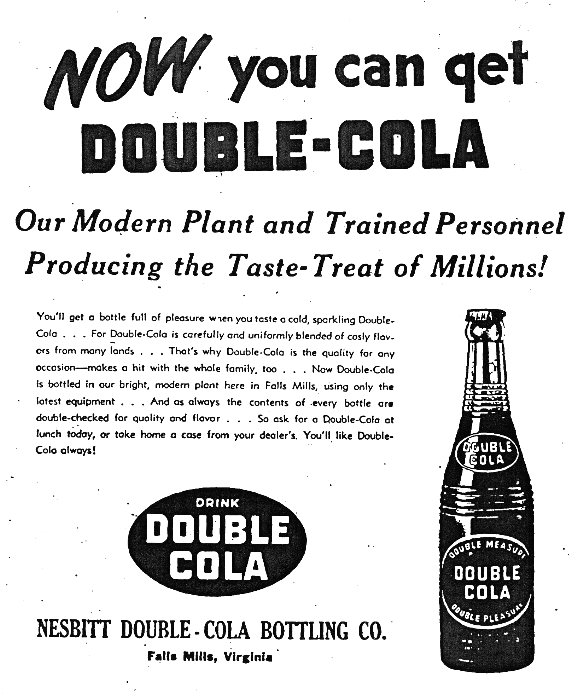 NOW you can get
DOUBLE-COLA
Our Modern Plant and Trained Personnel
Producing the Taste-Treat of Millions!
You'll get a bottle full of pleasure when you taste a cold, sparkling Double-
Cola . . . For Double-Cola is carefully and uniformly blended of cosly flav-
ors from many lands . . . That's why Double-Cola is the quality for any
occasion—makes a hit with the whole family, too . . . Now Double-Cola
is bottled in our bright, modern plant here in Falls Mills, using only the
latest equipment . . . And as always the contents of every bottle are
double-checked for quality and flavor . . . So ask for a Double-Cola at
lunch today, or take home a case from your dealer's. You'll like Double-
Cola always!
DOUBLE
COLA
DOUBLE MEASURE
DOUBLE
COLA
DOUBLE PLEASURE
DRINK
DOUBLE
COLA
NESBITT DOUBLE-COLA BOTTLING CO.
Falls Mills, Virginia